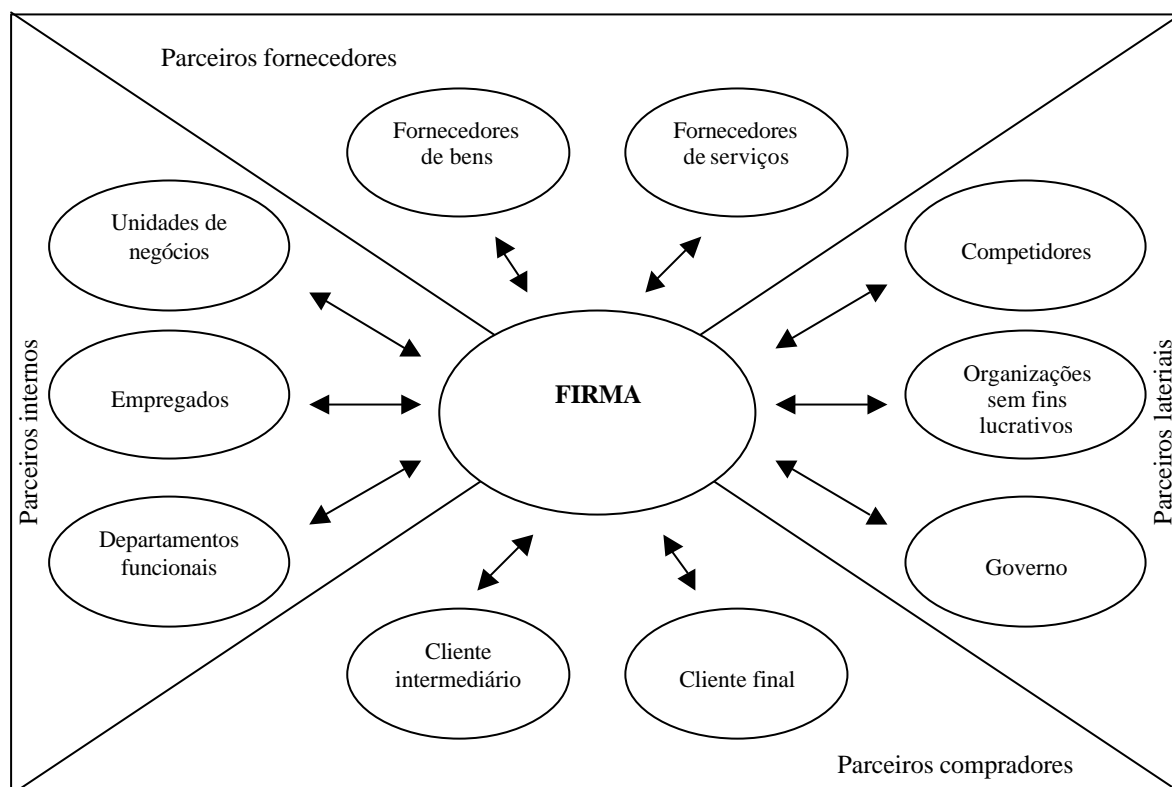 Parceiros fornecedores
Fornecedores
de bens
Fornecedores
de serviços
Unidades de
negócios
Competidores
Parceiros internos
Empregados
FIRMA
Organizações
sem fins
lucrativos
Parceiros lateriais
Departamentos
funcionais
Governo
Cliente
intermediário
Cliente final
Parceiros compradores